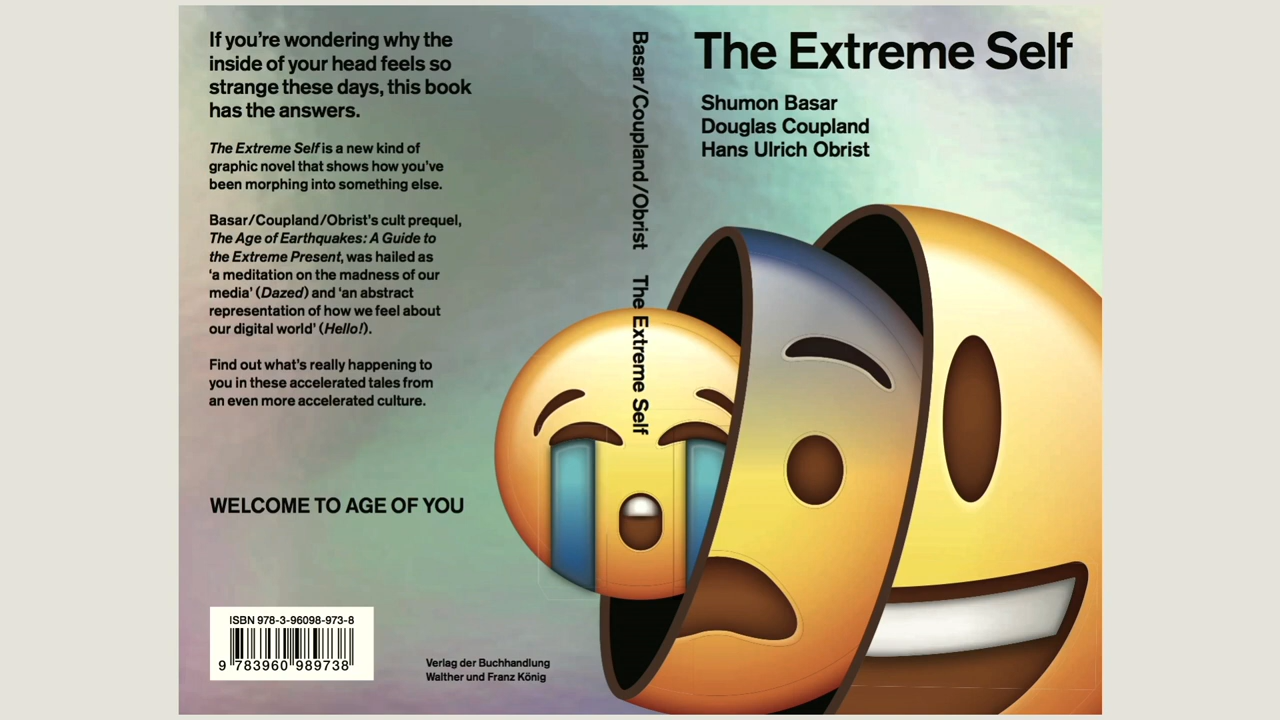 If you’re wondering why the
inside of your head feels so
strange these days, this book
has the answers.
The Extreme Self is a new kind of
graphic novel that shows how you’ve
been morphing into something else.
Basar/Coupland/Obrist’s cult prequel,
The Age of Earthquakes: A Guide to
the Extreme Present, was hailed as
‘a meditation on the madness of our
media’ (Dazed) and ‘an abstract
representation of how we feel about
our digital world’ (Hello!).
Find out what’s really happening to
you in these accelerated tales from
an even more accelerated culture.
WELCOME TO AGE OF YOU
ISBN 978-3-96098-973-8
9 783960 989738
Verlag der Buchhandlung
Walther und Franz König
Basar/Coupland/Obrist The Extreme Self
The Extreme Self
Shumon Basar
Douglas Coupland
Hans Ulrich Obrist